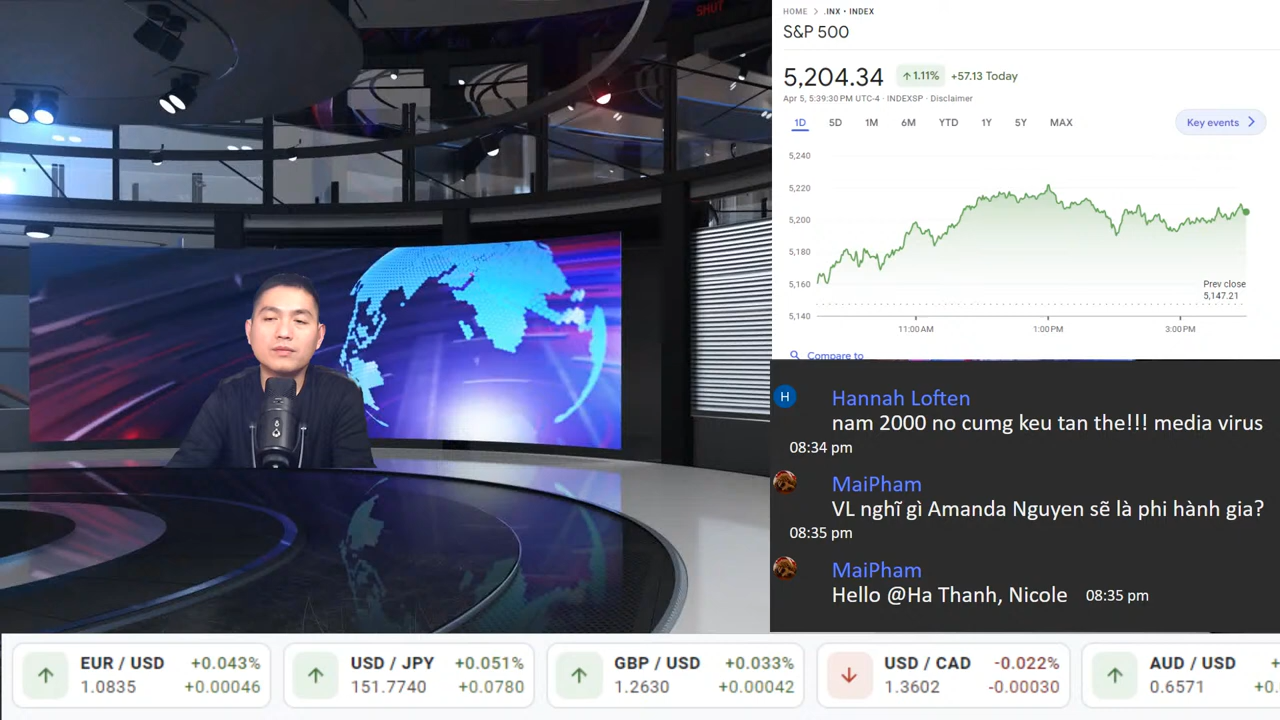 SHUT
HOME > .INX • INDEX
S&P 500
5,204.34 ↑1.11% +57.13 Today
Apr 5, 5:39:30 PM UTC-4 · INDEXSP · Disclaimer
1D 5D 1M 6M YTD 1Y 5Y MAX Key events >
5,240
5,220
5,200
5,180
5,160
5,140
Prev close
5,147.21
11:00 AM 1:00 PM 3:00 PM
Compare to
H Hannah Loften
nam 2000 no cumg keu tan the!!! media virus
08:34 pm
MaiPham
VL nghĩ gì Amanda Nguyen sẽ là phi hành gia?
08:35 pm
MaiPham
Hello @Ha Thanh, Nicole 08:35 pm
EUR / USD +0.043%
1.0835 +0.00046
USD / JPY +0.051%
151.7740 +0.0780
GBP / USD +0.033%
1.2630 +0.00042
USD / CAD -0.022%
1.3602 -0.00030
AUD / USD
0.6571 +0.